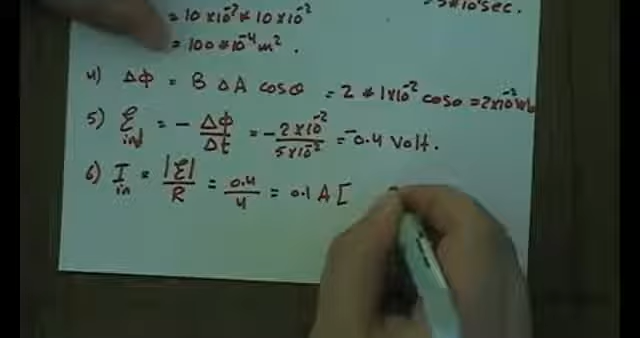 = 10 × 10⁻² × 10 × 10⁻²
= 100 × 10⁻⁴ m².
4) Δϕ = B ΔA cosθ = 2 × 1×10⁻² cos0 = 2×10⁻² Wb
5) Ɛind = - Δϕ/Δt = - 2×10⁻²/5×10⁻² = -0.4 volt.
6) Iin = |Ɛ|/R = 0.4/4 = 0.1 A [